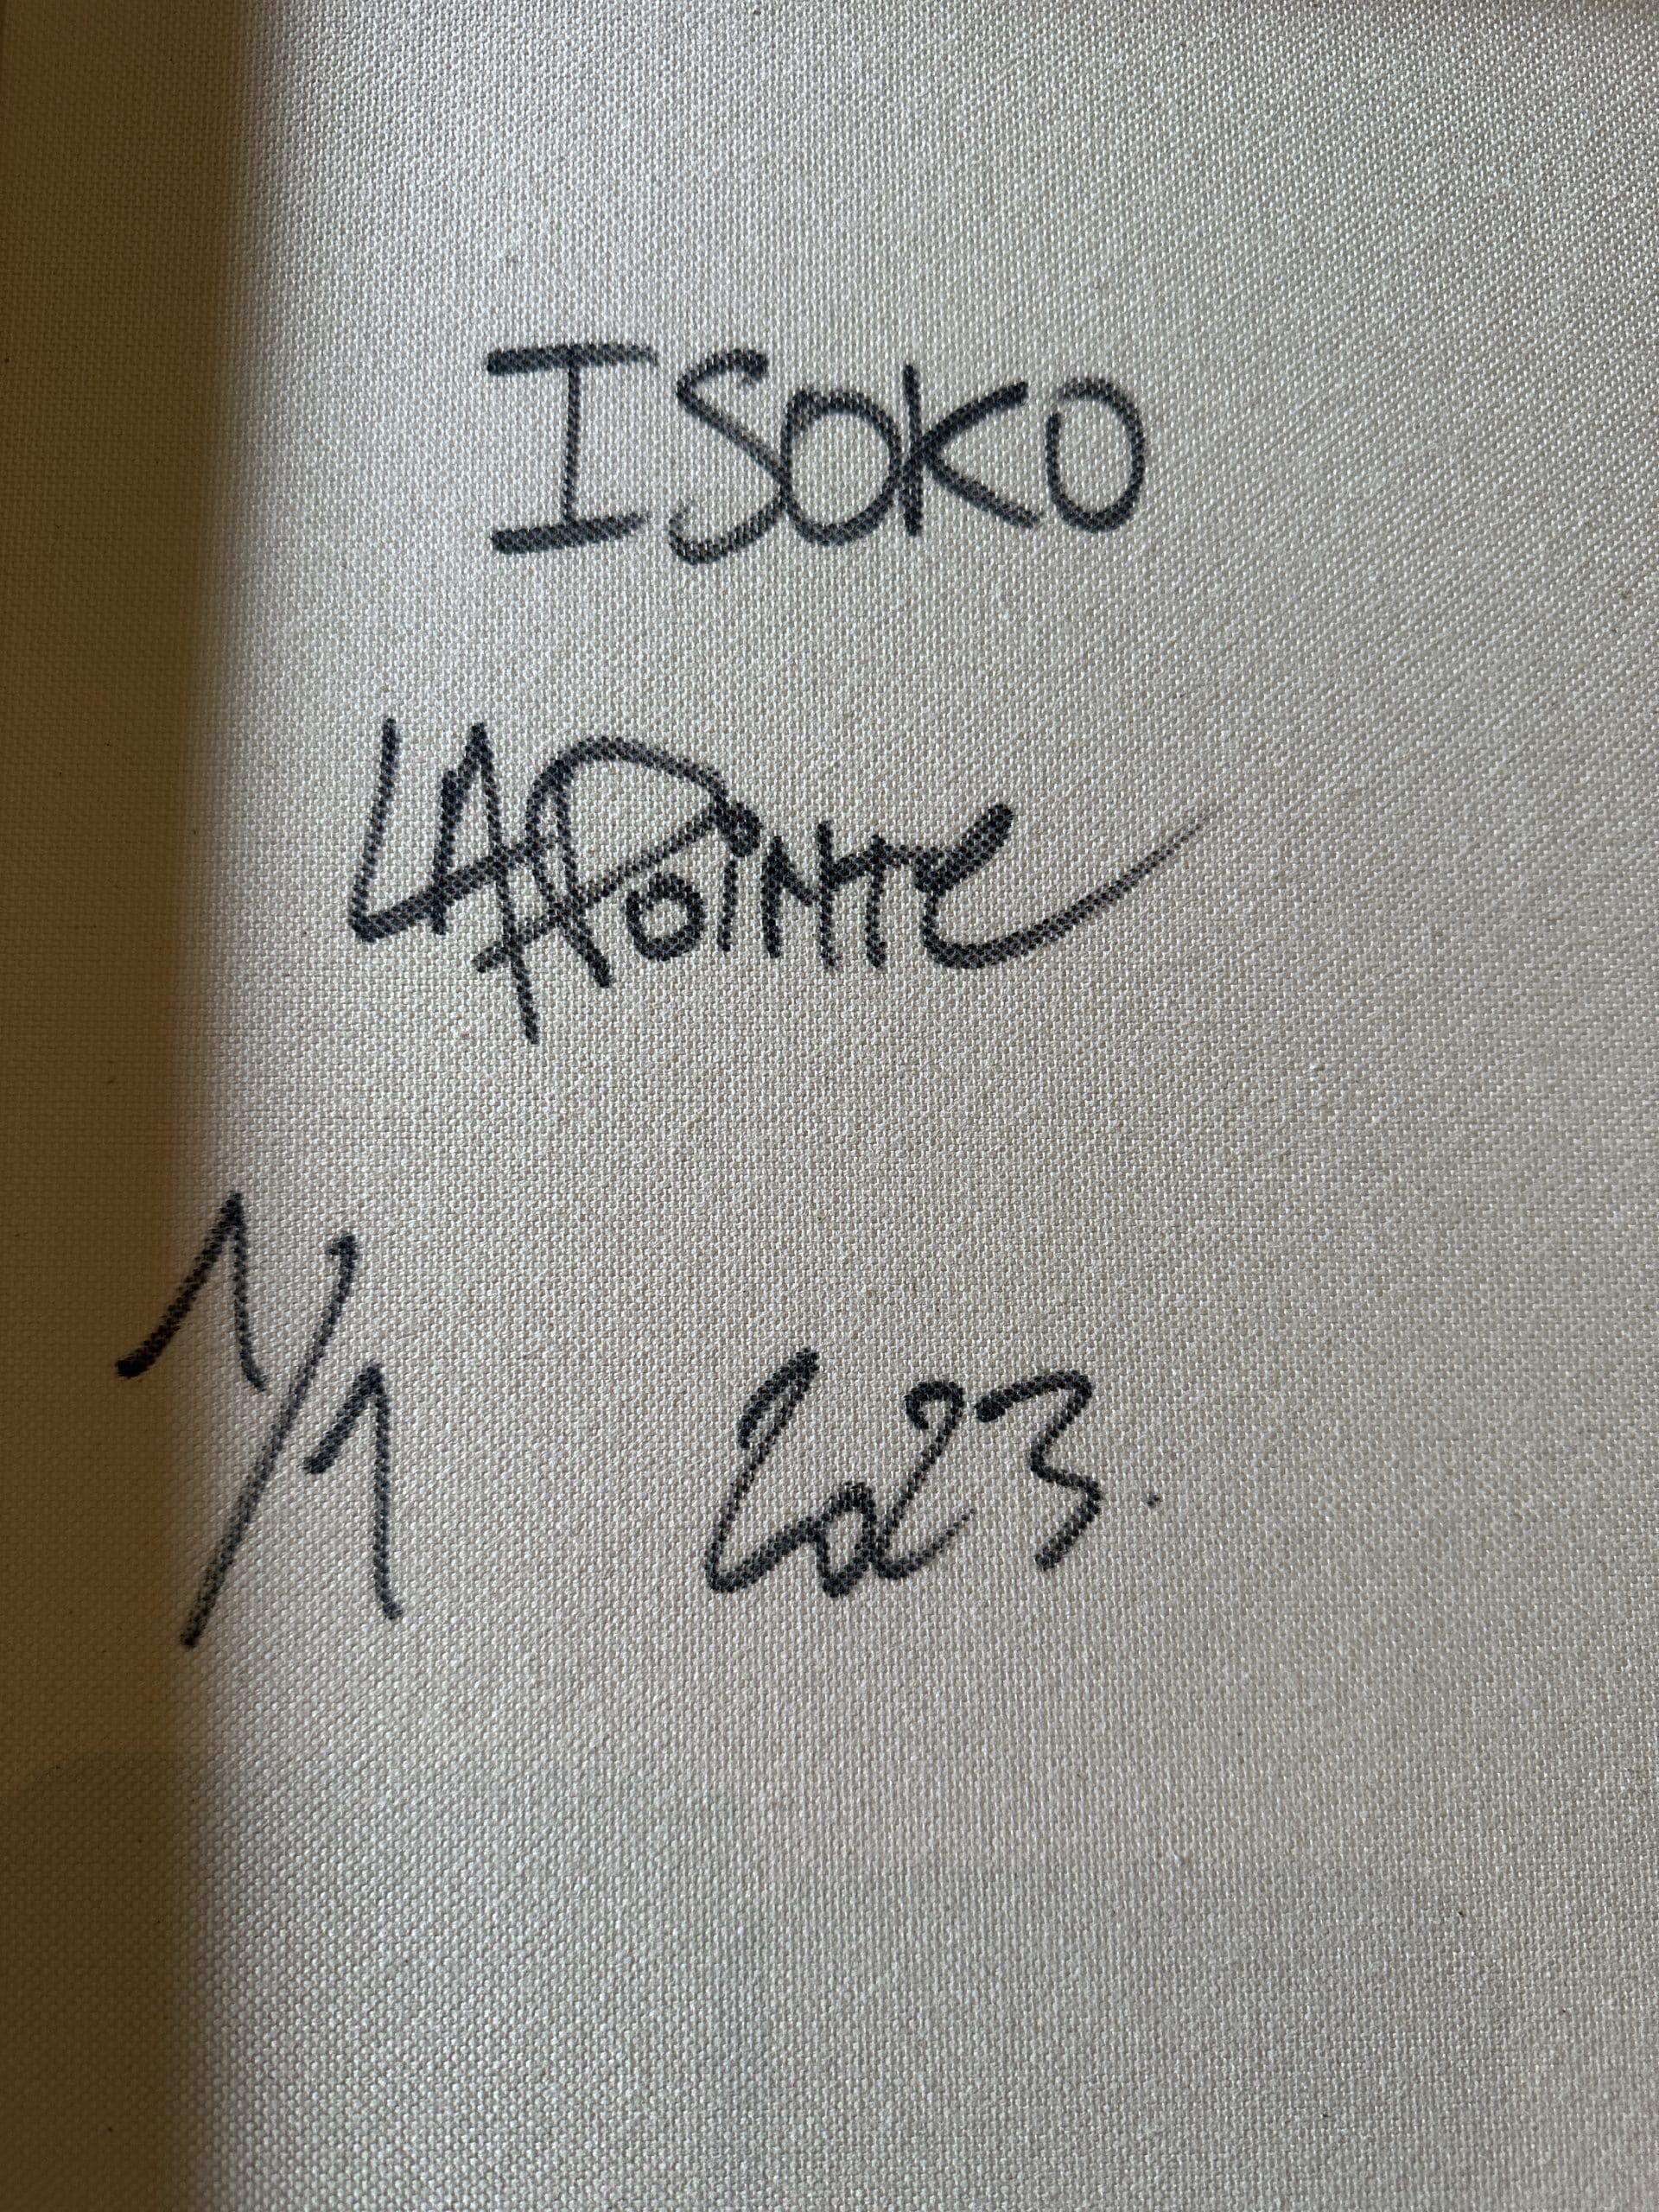 ISOKO
LAPOINTE
1/1 2023.